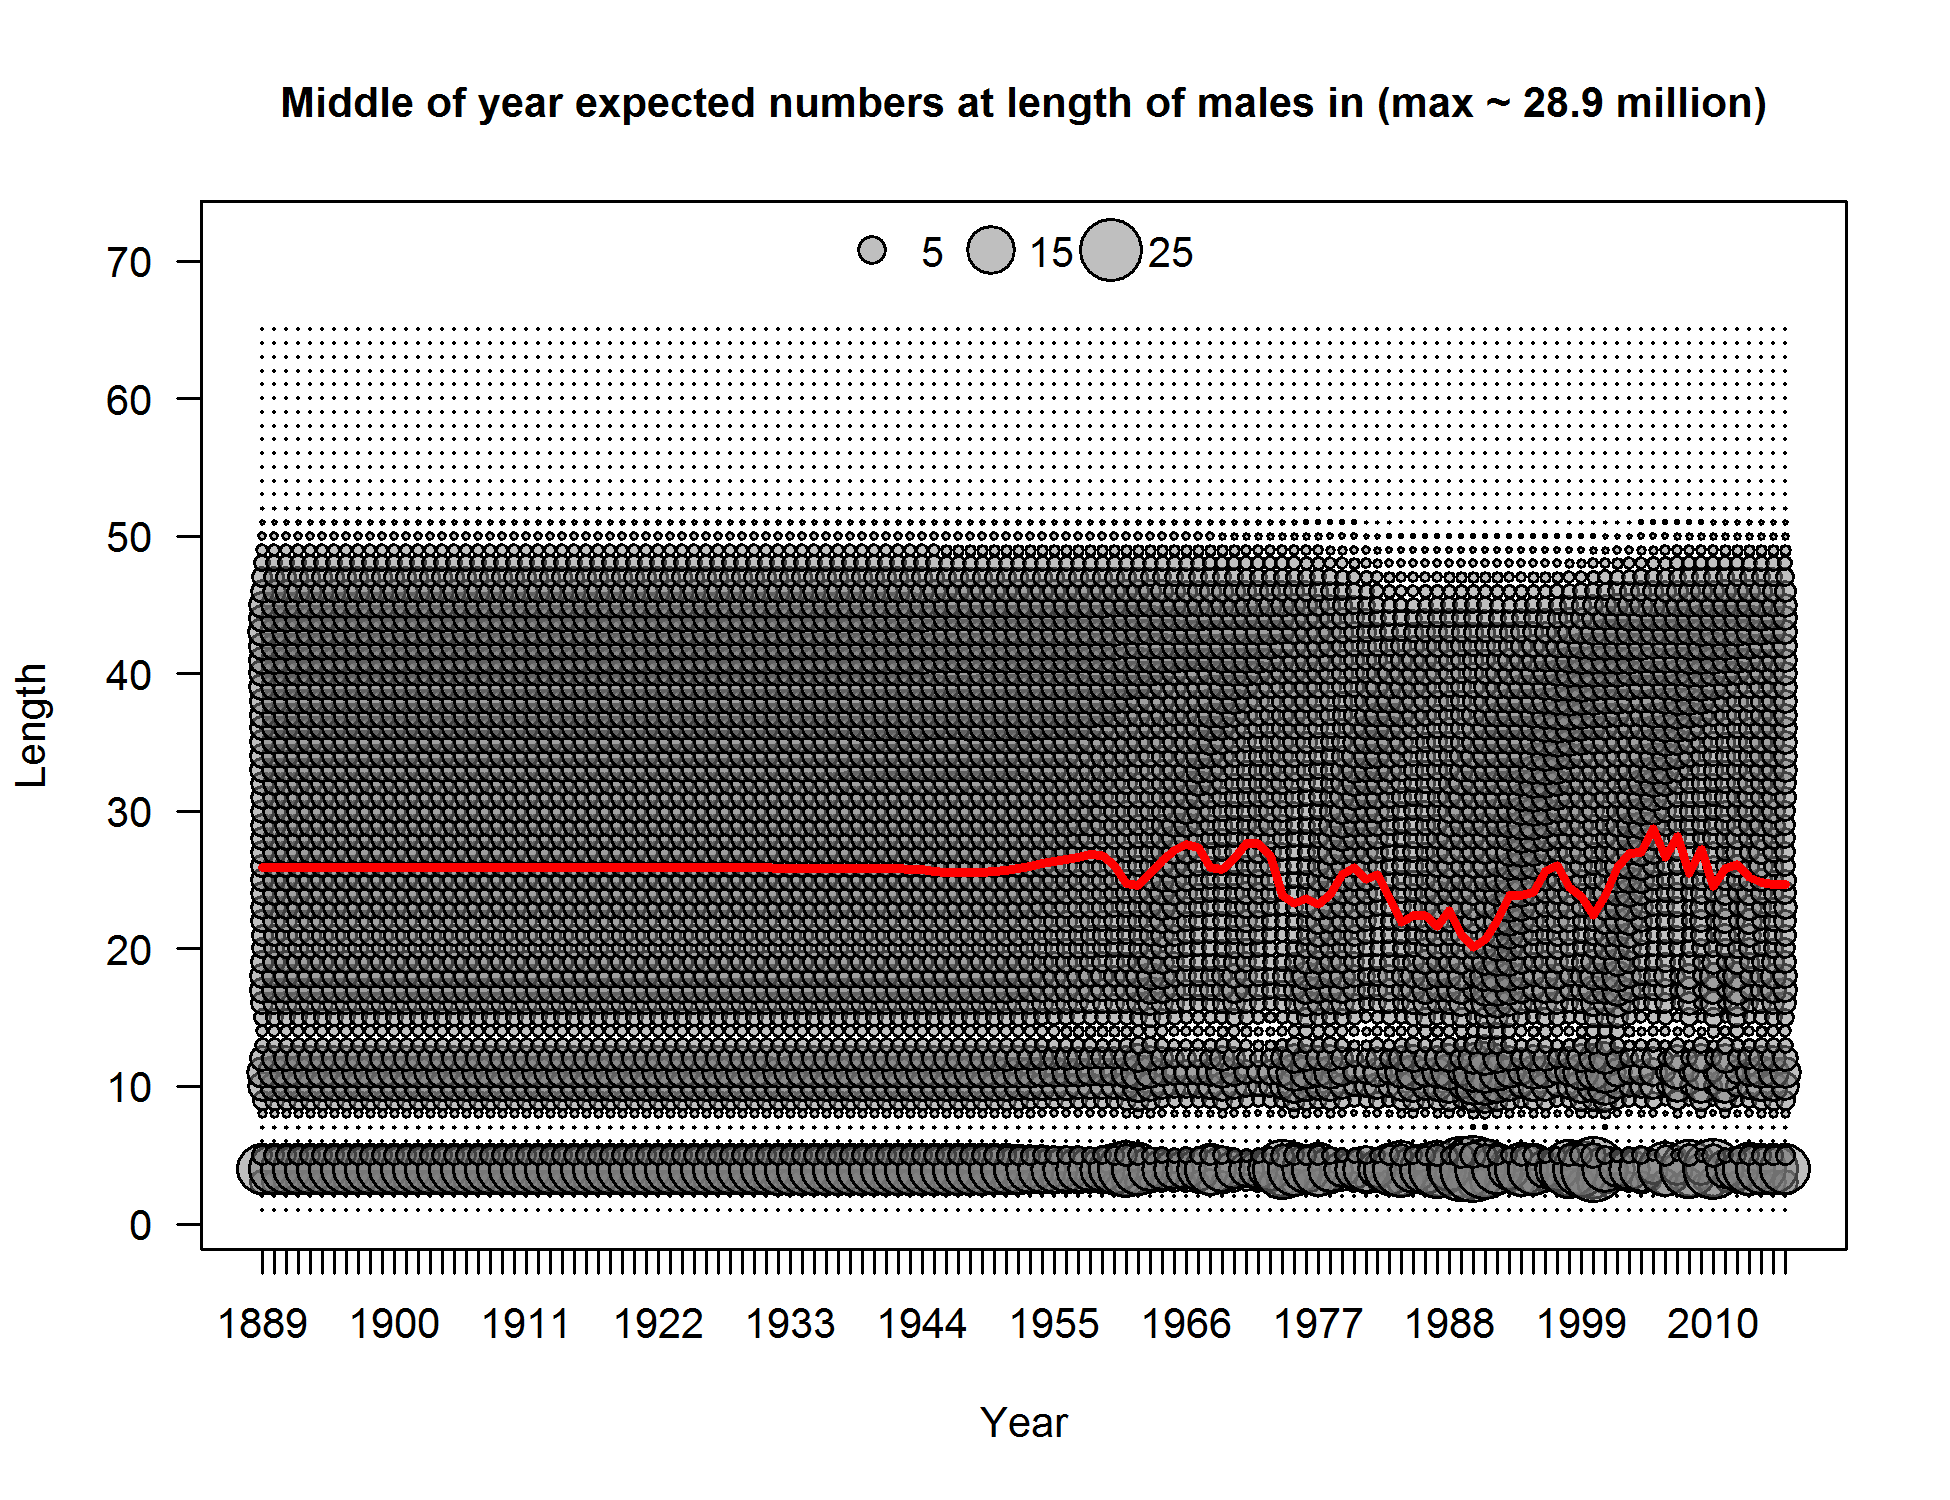 Middle of year expected numbers at length of males in (max ~ 28.9 million)
5 15 25
70
60
50
40
30
20
10
0
Length
1889 1900 1911 1922 1933 1944 1955 1966 1977 1988 1999 2010
Year